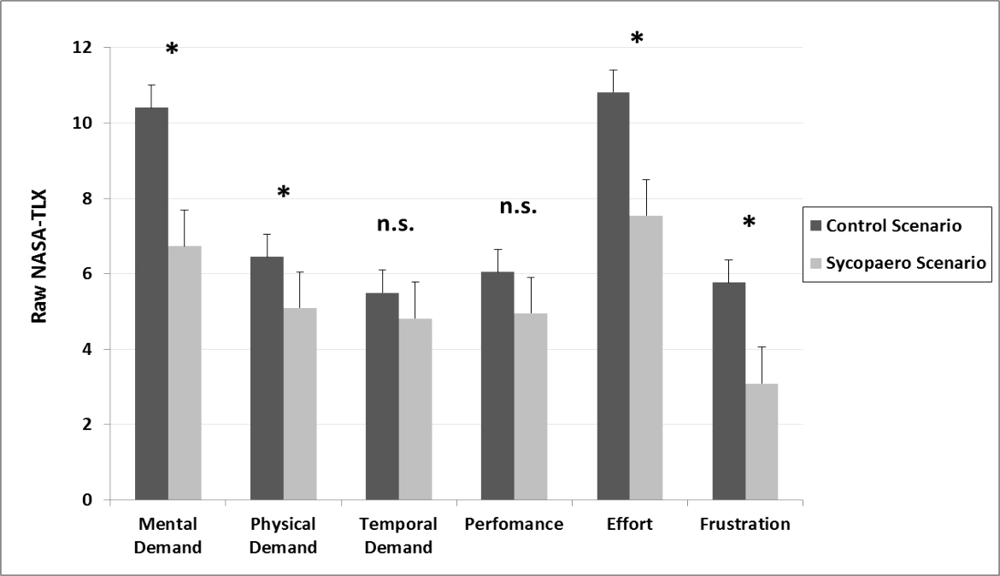 Raw NASA-TLX
12
10
8
6
4
2
0
*
*
n.s.
n.s.
*
*
Mental
Demand
Physical
Demand
Temporal
Demand
Perfomance
Effort
Frustration
Control Scenario
Sycopaero Scenario